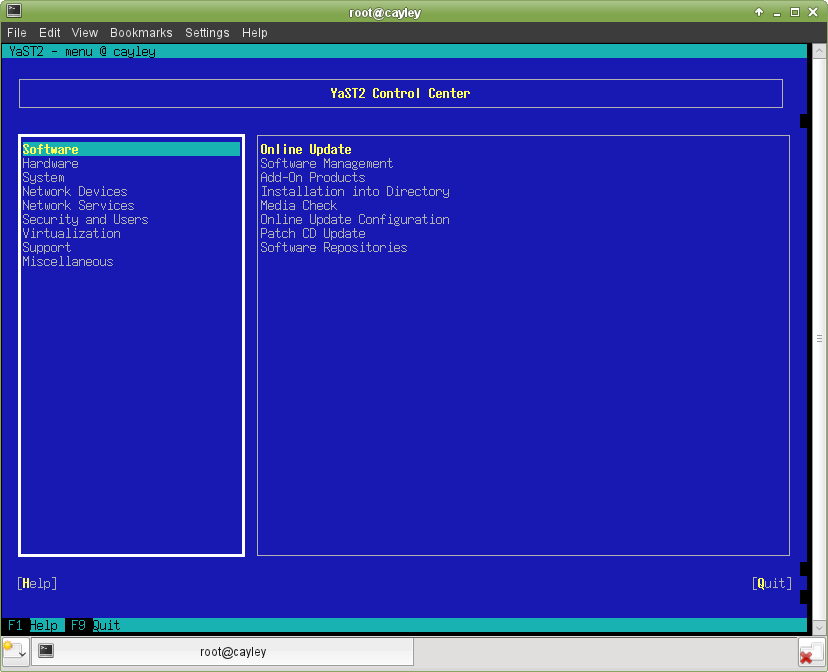 root@cayley
File Edit View Bookmarks Settings Help
YaST2 - menu @ cayley
YaST2 Control Center
Software
Hardware
System
Network Devices
Network Services
Security and Users
Virtualization
Support
Miscellaneous
Online Update
Software Management
Add-On Products
Installation into Directory
Media Check
Online Update Configuration
Patch CD Update
Software Repositories
[Help] [Quit]
F1 Help F9 Quit
root@cayley